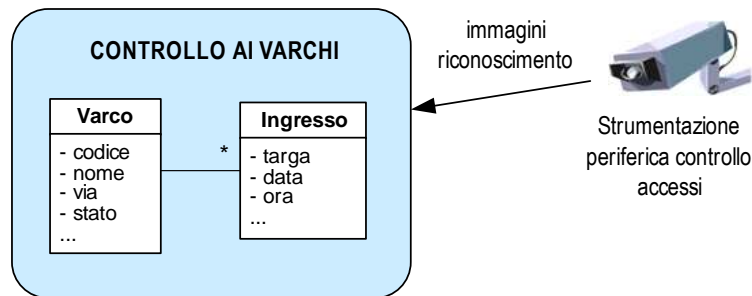 CONTROLLO AI VARCHI
Varco
- codice
- nome
- via
- stato
...
*
Ingresso
- targa
- data
- ora
...
immagini
riconoscimento
Strumentazione
periferica controllo
accessi